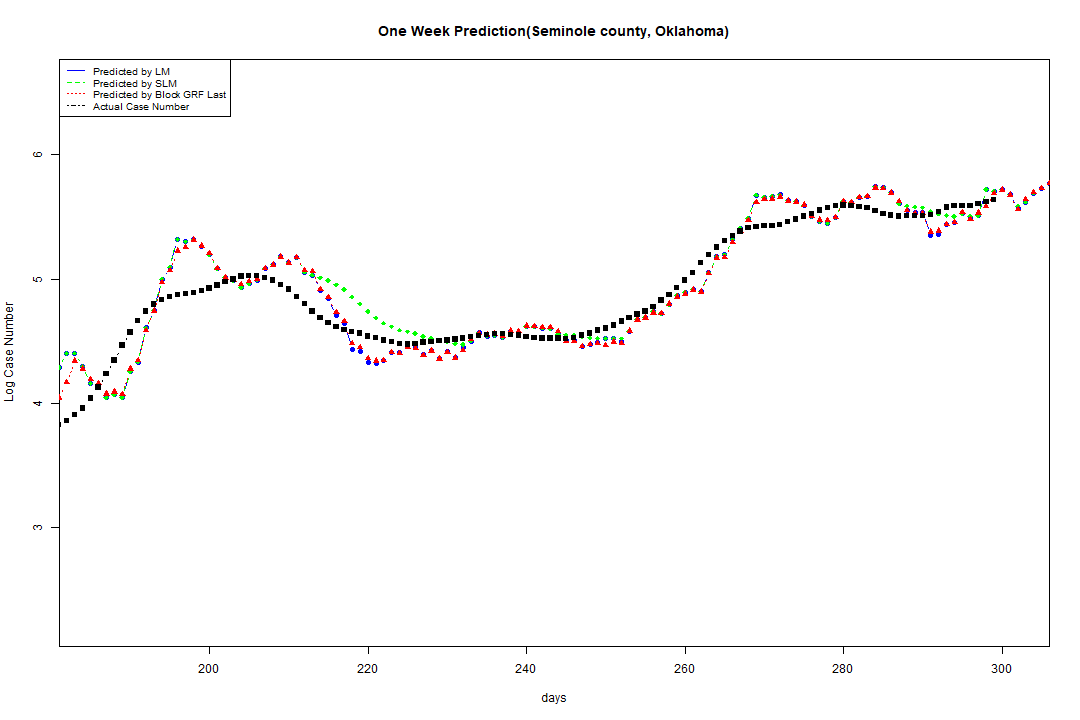 One Week Prediction(Seminole county, Oklahoma)
Predicted by LM
Predicted by SLM
Predicted by Block GRF Last
Actual Case Number
6
5
4
3
Log Case Number
200 220 240 260 280 300
days